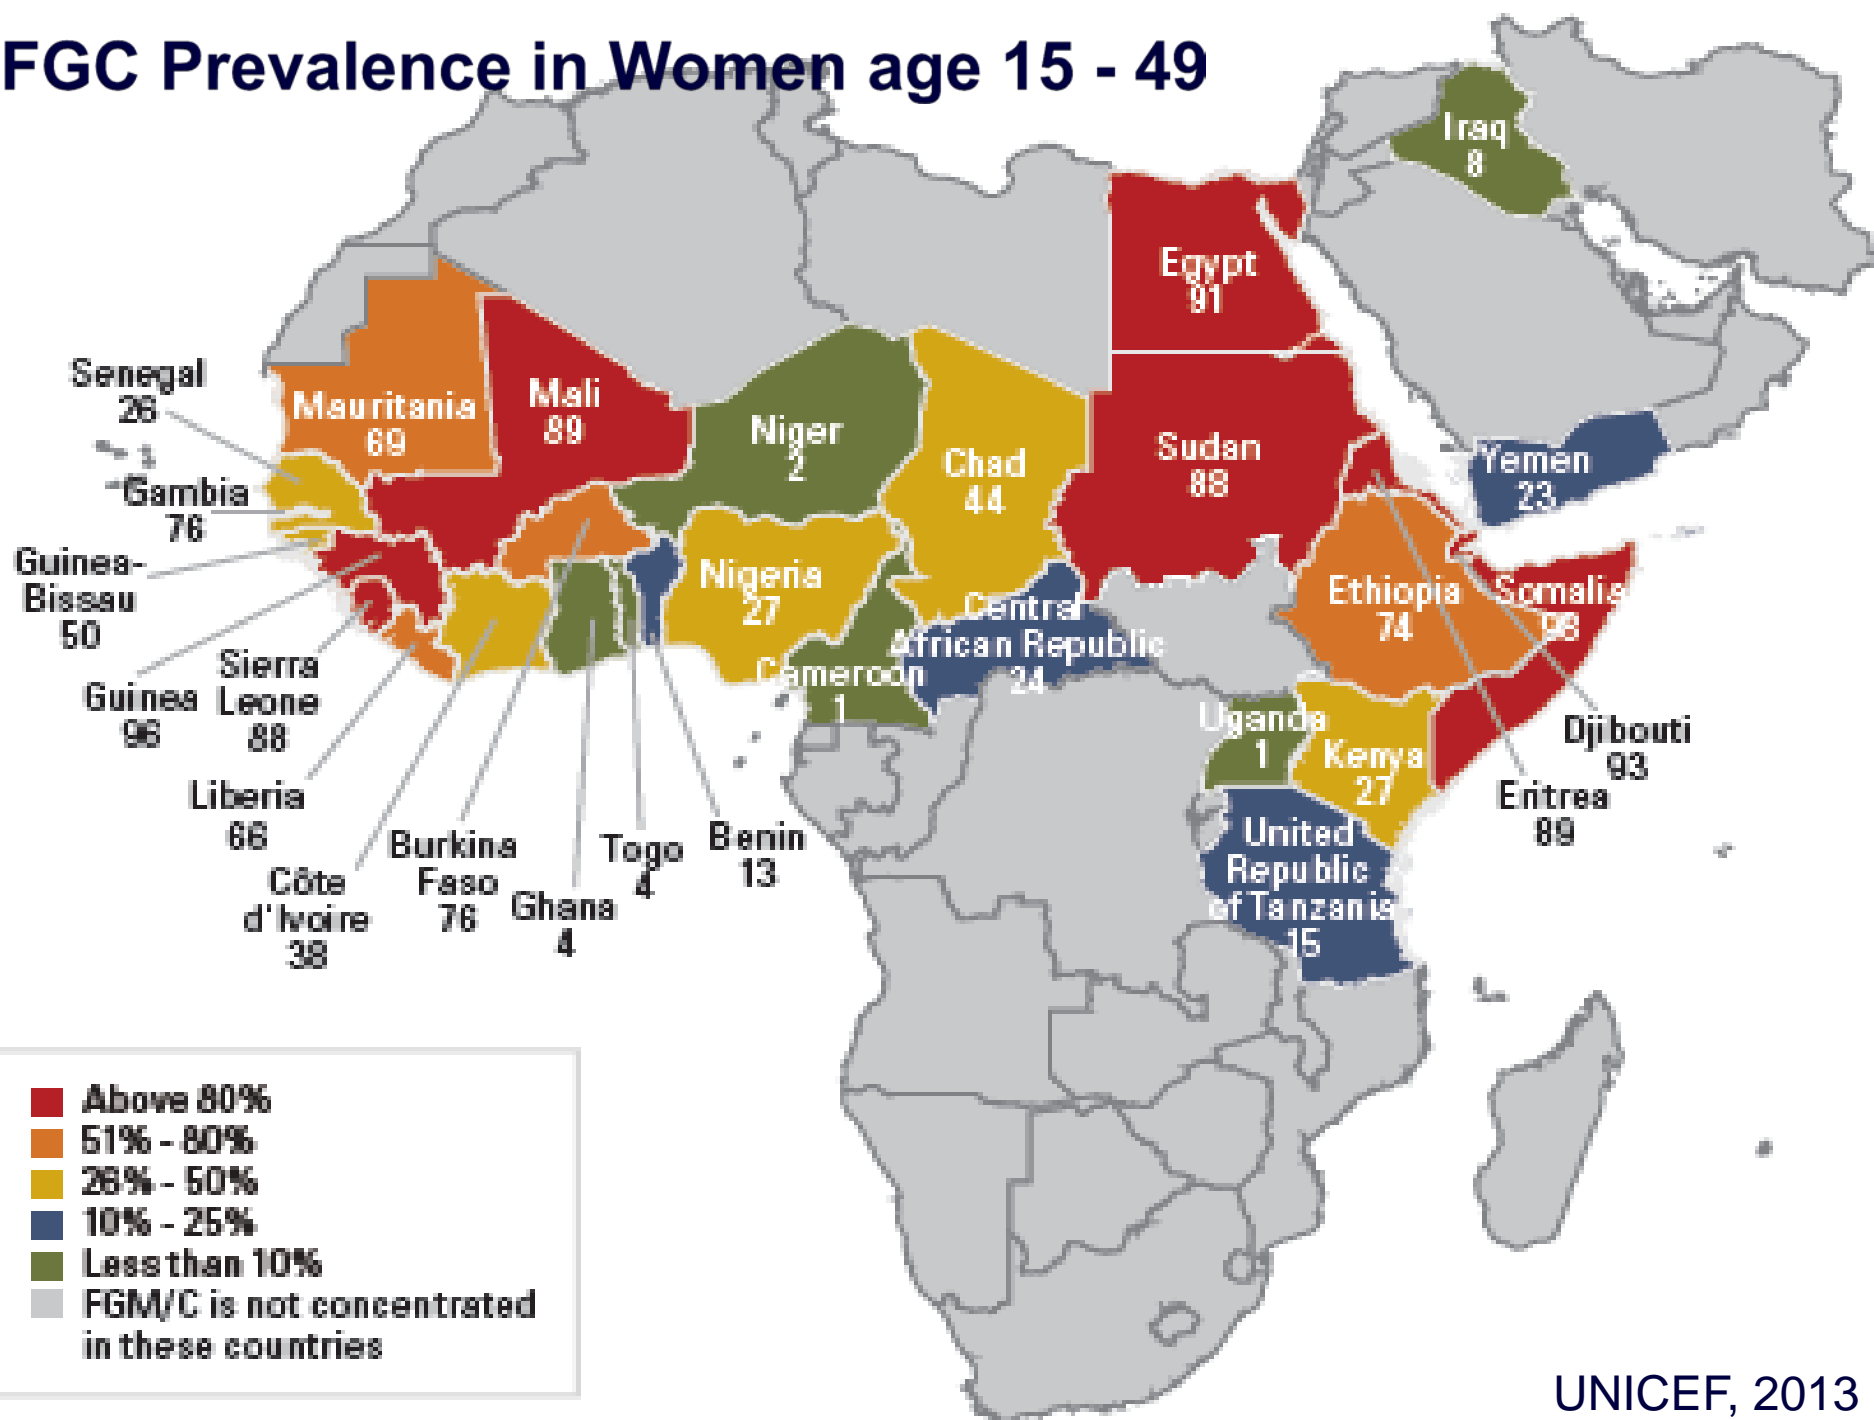 FGC Prevalence in Women age 15 - 49
Iraq
8
Egypt
91
Senegal
26
Mauritania
69
Mali
89
Niger
2
Chad
44
Sudan
88
Yemen
23
Gambia
76
Guinea-
Bissau
50
Nigeria
27
Central
African Republic
24
Ethiopia
74
Somalia
98
Sierra
Leone
88
Guinea
96
Cameroon
1
Uganda
1
Kenya
27
Djibouti
93
Eritrea
89
Liberia
66
Côte
d'Ivoire
38
Burkina
Faso
76
Ghana
4
Togo
4
Benin
13
United
Republic
of Tanzania
15
Above 80%
51% - 80%
26% - 50%
10% - 25%
Less than 10%
FGM/C is not concentrated
in these countries
UNICEF, 2013